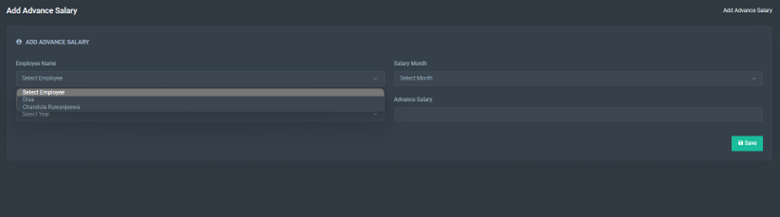 Add Advance Salary
Add Advance Salary
ADD ADVANCE SALARY
Employee Name
Salary Month
Select Employee
Select Month
Select Employee
Disa
Chandula Ruwanjeewa
Advance Salary
Select Year
Save